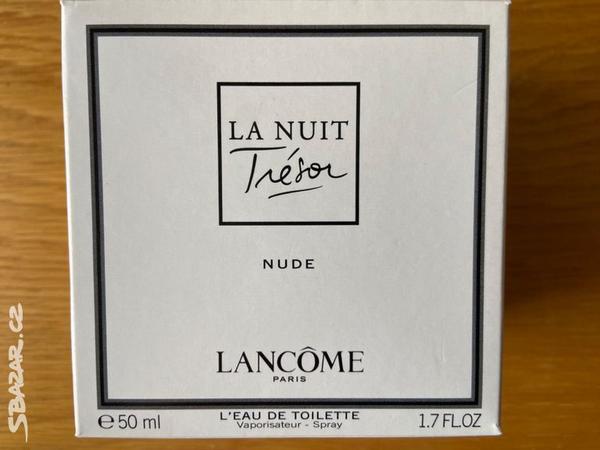 LA NUIT
Trésor
NUDE
LANCÔME
PARIS
℮50 ml
L'EAU DE TOILETTE
Vaporisateur - Spray
1.7 FL.OZ
SBAZAR.CZ